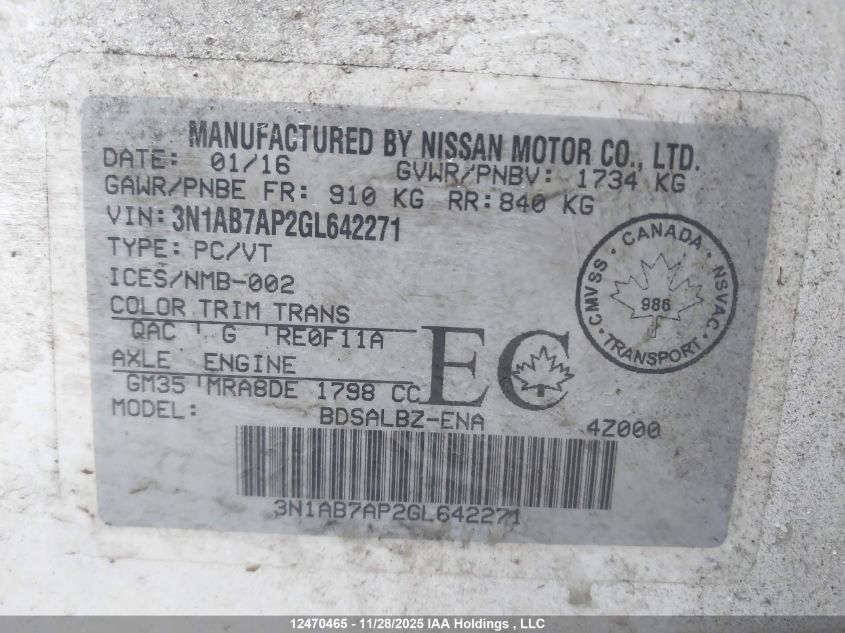 MANUFACTURED BY NISSAN MOTOR CO., LTD.
DATE: 01/16 GVWR/PNBV: 1734 KG
GAWR/PNBE FR: 910 KG RR: 840 KG
VIN: 3N1AB7AP2GL642271
TYPE: PC/VT
ICES/NMB-002
COLOR TRIM TRANS
QAC G RE0F11A
AXLE ENGINE
GM35 MRA8DE 1798 CC
MODEL: BDSALBZ-ENA 4Z000
EC
CANADA
CMVSS 986 NSVAC
TRANSPORT
3N1AB7AP2GL642271
12470465 - 11/28/2025 IAA Holdings , LLC